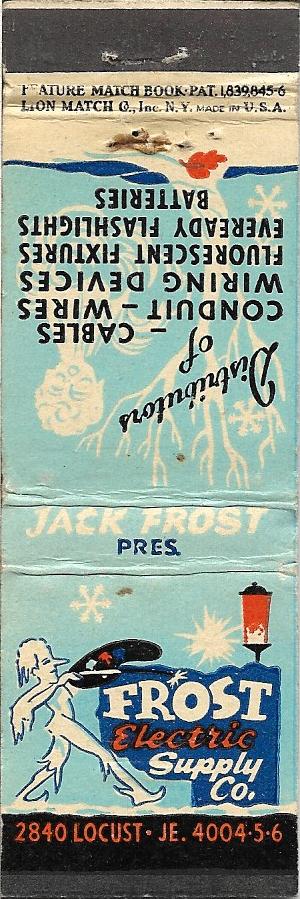 FEATURE MATCH BOOK·PAT. 1,839,845-6
LION MATCH Co., Inc. N.Y. MADE IN U.S.A.
Distributors
of
CABLES –
CONDUIT – WIRES
WIRING DEVICES
FLUORESCENT FIXTURES
EVEREADY FLASHLIGHTS
BATTERIES
JACK FROST
PRES.
FROST
Electric
Supply
Co.
2840 LOCUST · JE. 4004·5·6